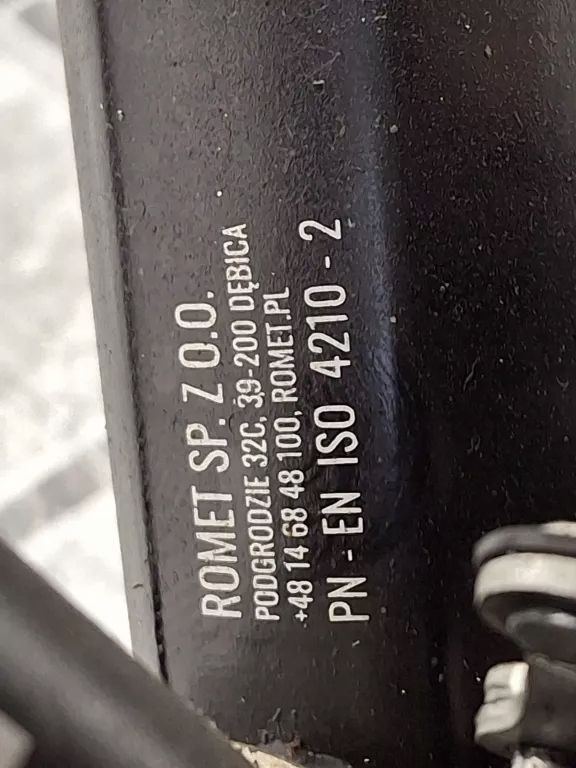 ROMET SP. Z O.O.
PODGRODZIE 32C, 39-200 DĘBICA
+48 14 68 48 100, ROMET.PL
PN - EN ISO 4210 - 2